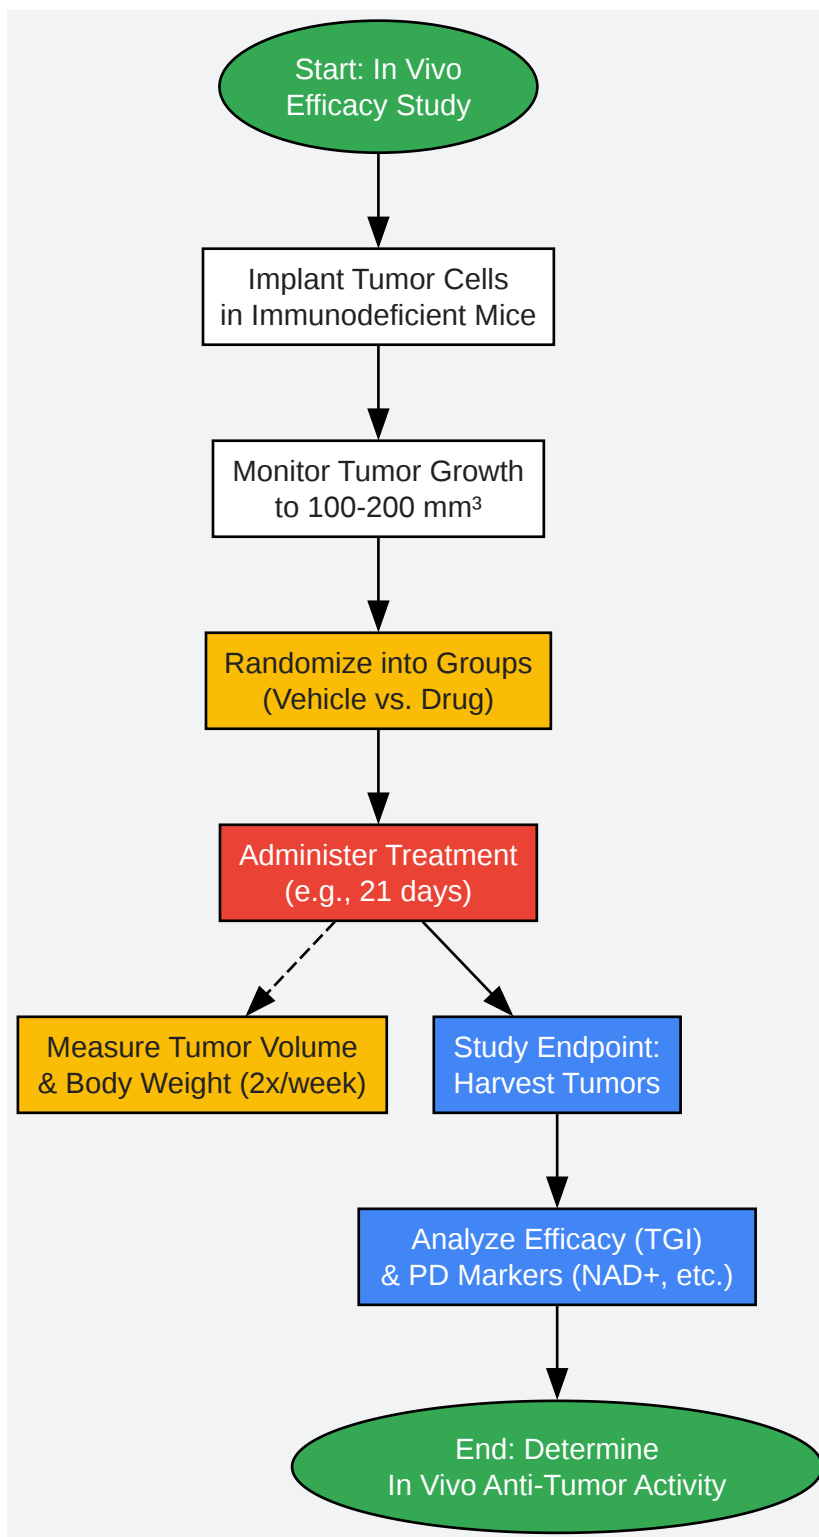 Start: In Vivo
Efficacy Study
Implant Tumor Cells
in Immunodeficient Mice
Monitor Tumor Growth
to 100-200 mm³
Randomize into Groups
(Vehicle vs. Drug)
Administer Treatment
(e.g., 21 days)
Measure Tumor Volume
& Body Weight (2x/week)
Study Endpoint:
Harvest Tumors
Analyze Efficacy (TGI)
& PD Markers (NAD+, etc.)
End: Determine
In Vivo Anti-Tumor Activity